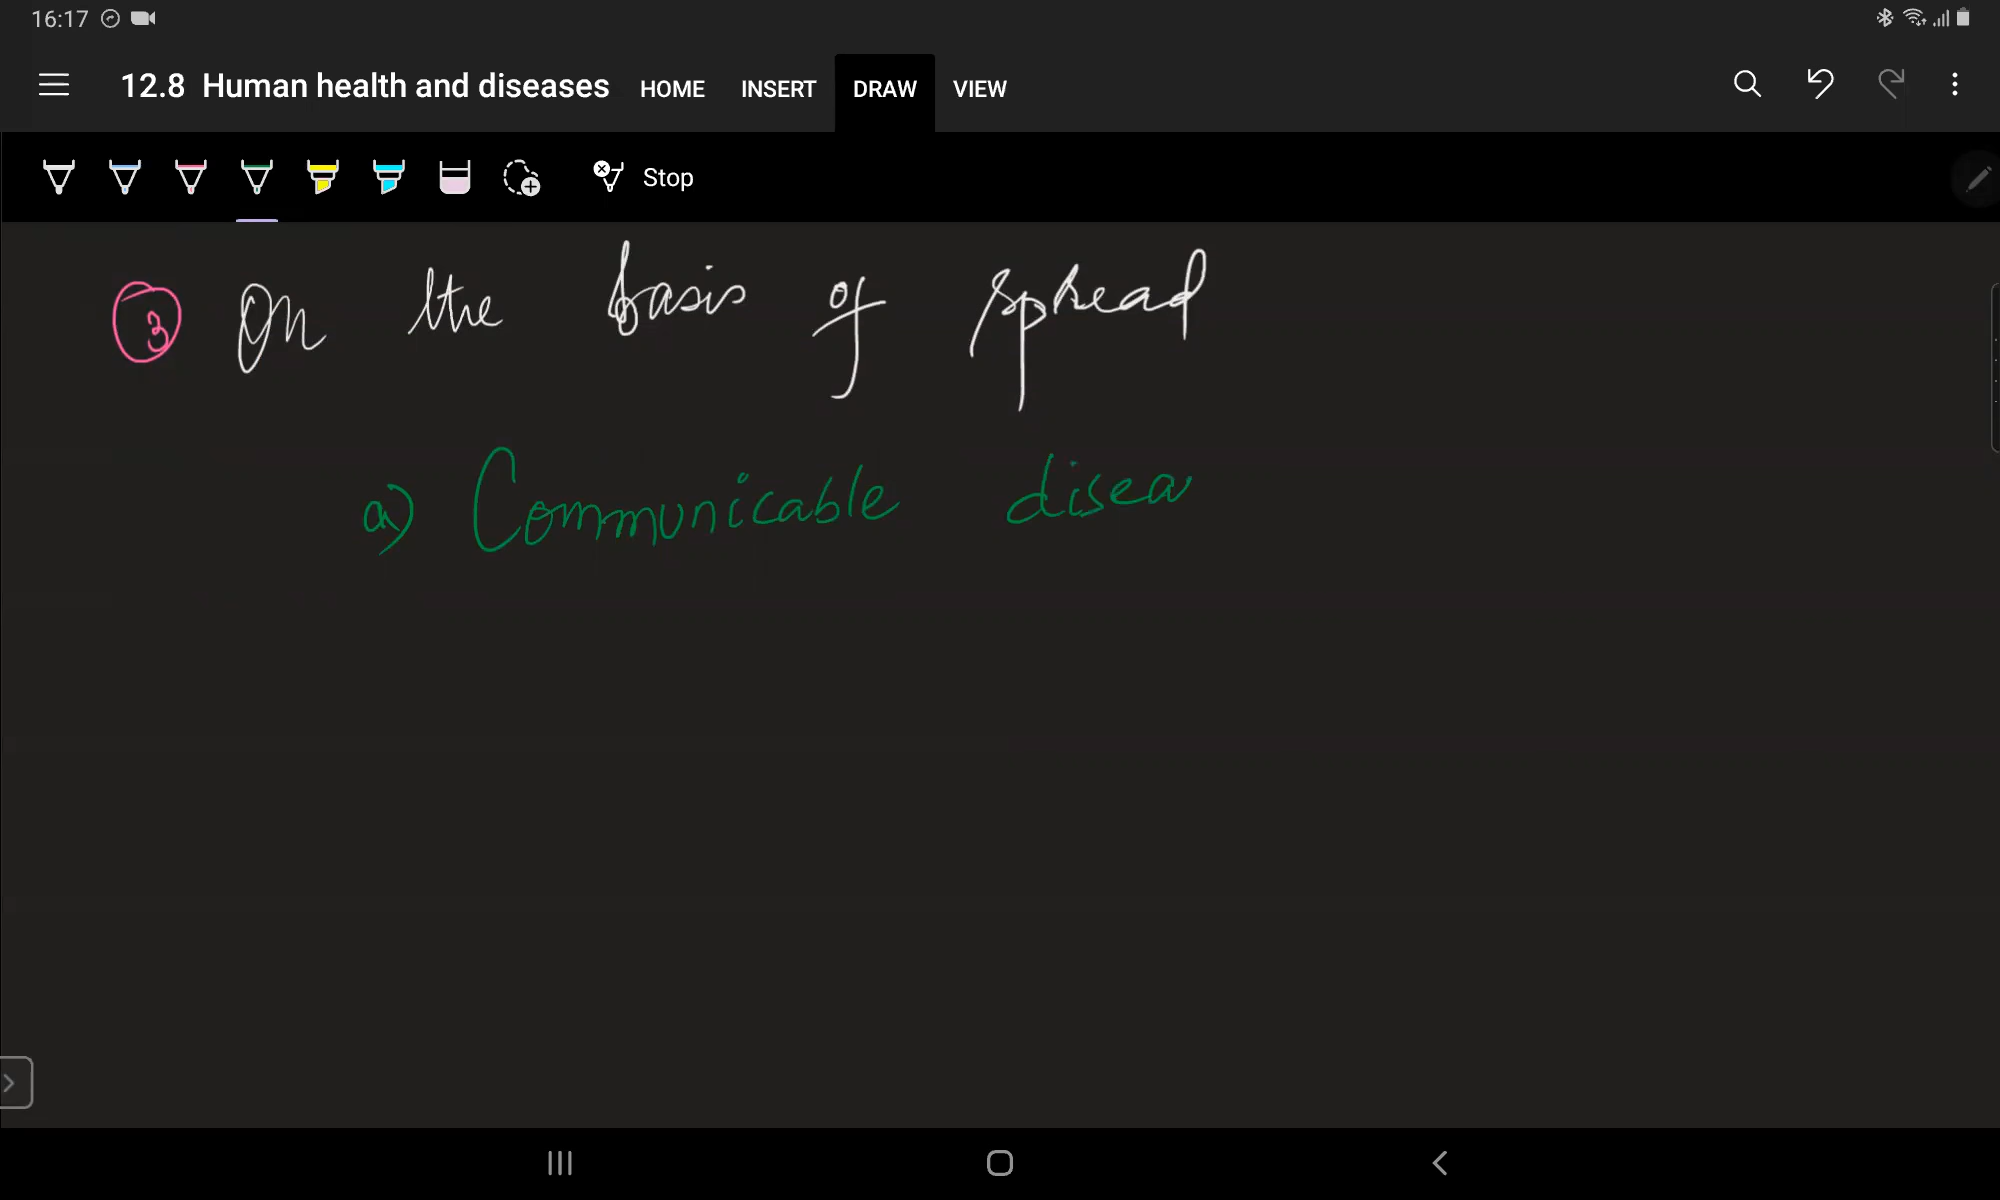 16:17
12.8 Human health and diseases HOME INSERT DRAW VIEW
Stop
3 On the basis of spread
a) Communicable disea